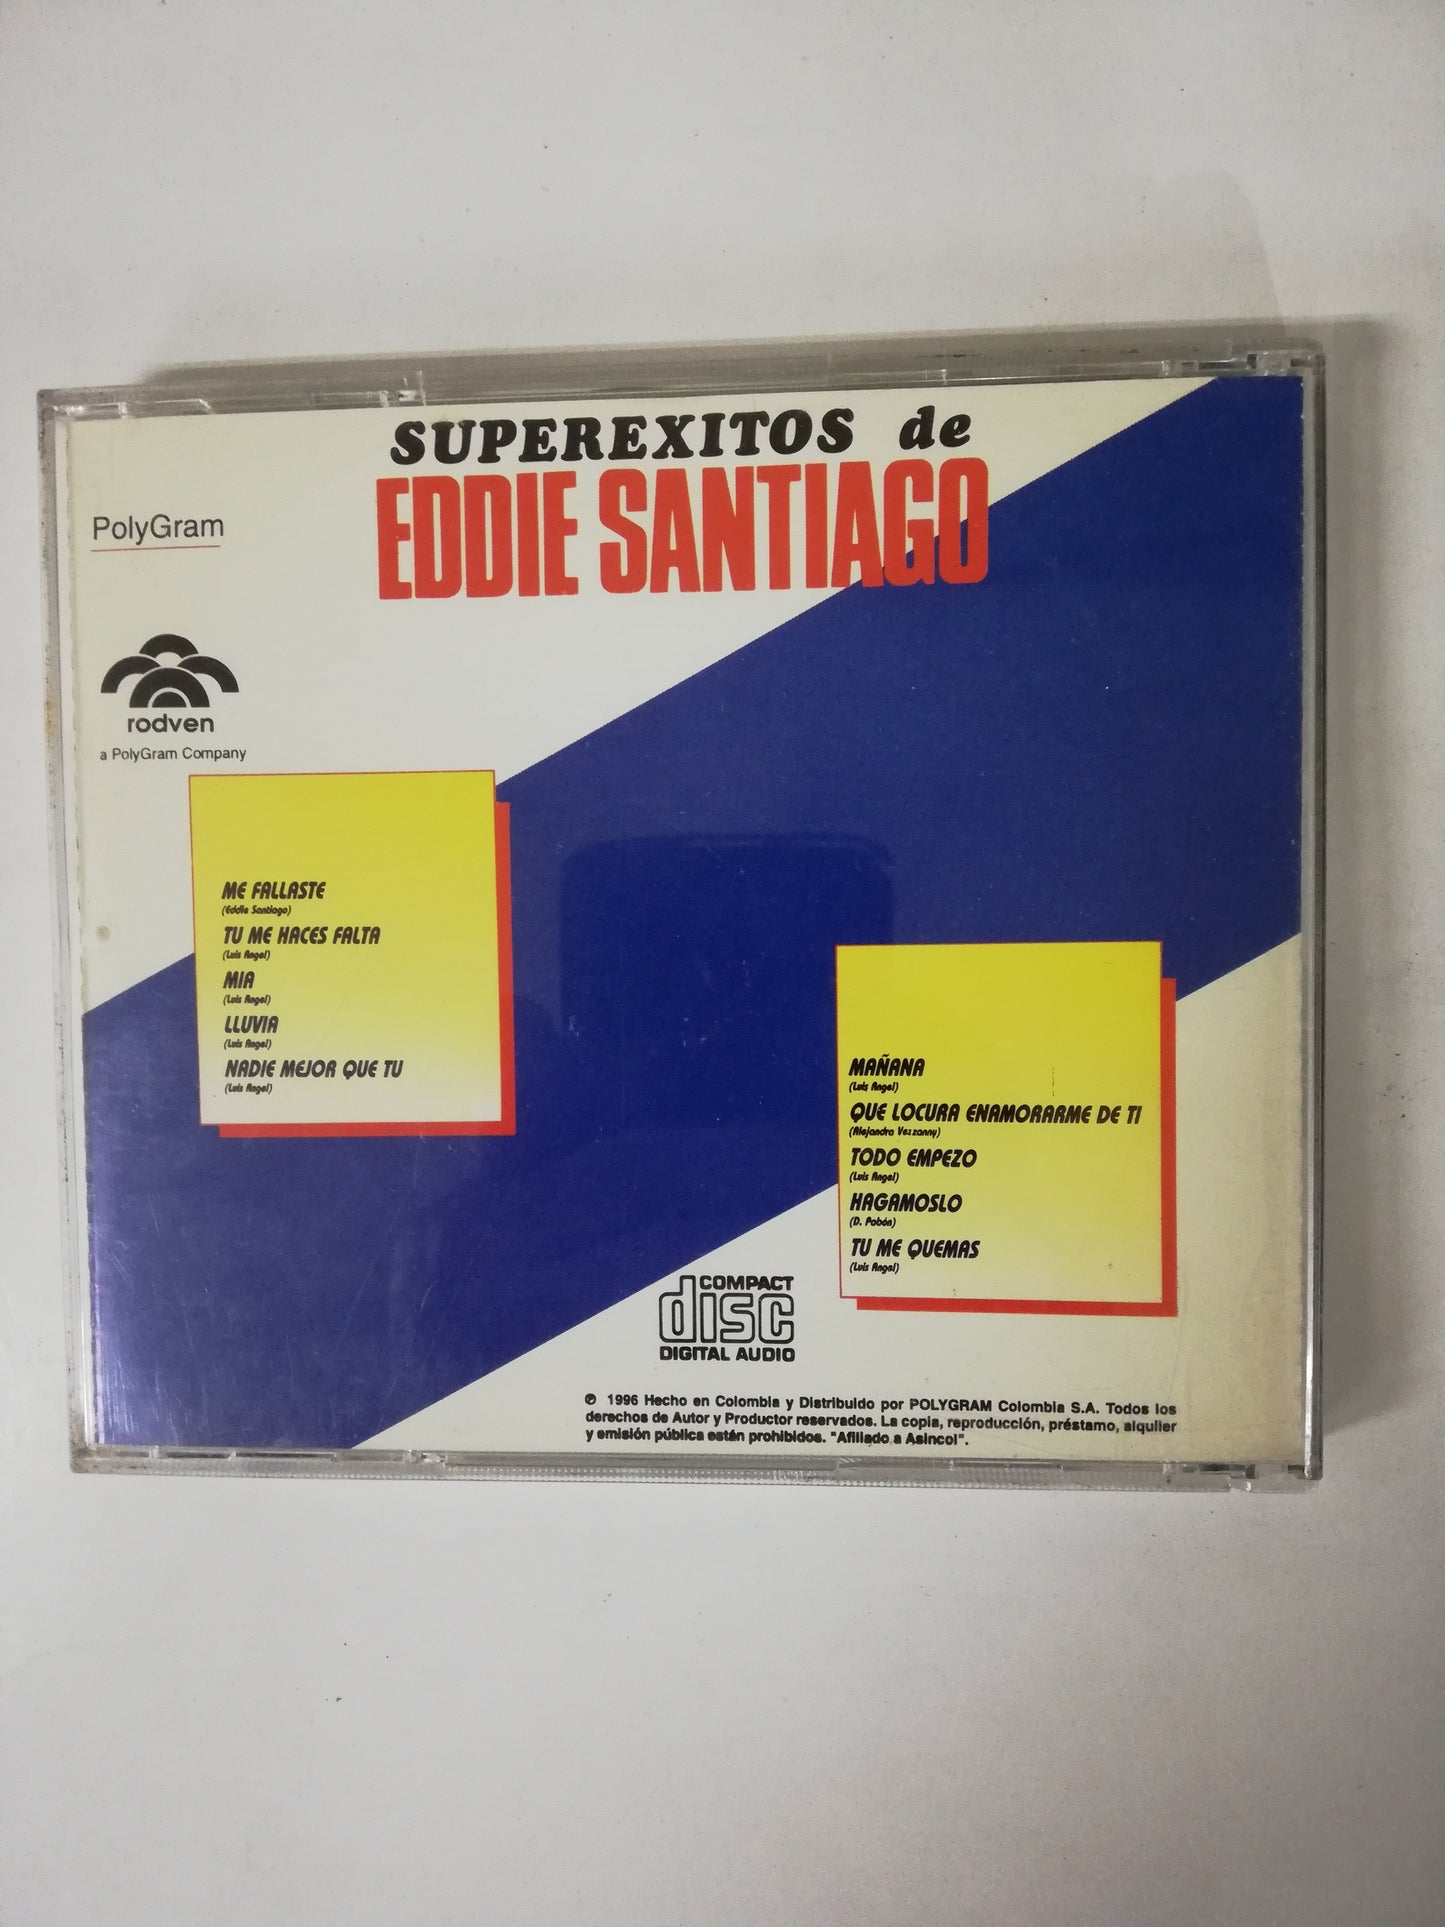 SUPEREXITOS de
EDDIE SANTIAGO
PolyGram
rodven
a PolyGram Company
ME FALLASTE
(Eddie Santiago)
TU ME HACES FALTA
(Luis Angel)
MIA
(Luis Angel)
LLUVIA
(Luis Angel)
NADIE MEJOR QUE TU
(Luis Angel)
MAÑANA
(Luis Angel)
QUE LOCURA ENAMORARME DE TI
(Alejandro Vezzanny)
TODO EMPEZO
(Luis Angel)
HAGAMOSLO
(D. Pabón)
TU ME QUEMAS
(Luis Angel)
COMPACT
disc
DIGITAL AUDIO
℗ 1996 Hecho en Colombia y Distribuido por POLYGRAM Colombia S.A. Todos los
derechos de Autor y Productor reservados. La copia, reproducción, préstamo, alquiler
y emisión pública están prohibidos. "Afiliado a Asincol".